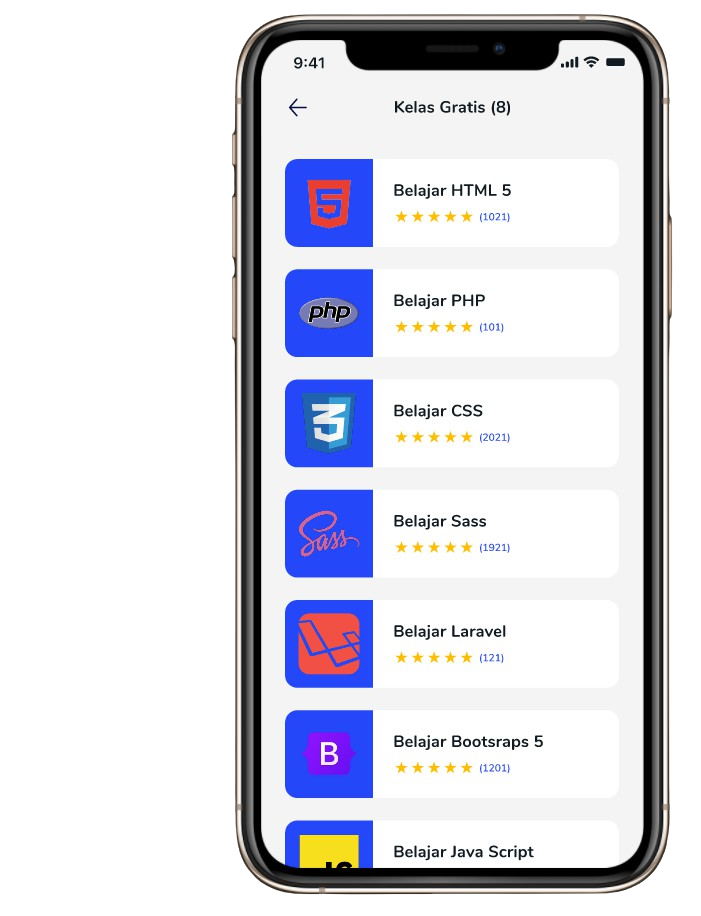 9:41
Kelas Gratis (8)
5
Belajar HTML 5
(1021)
php
Belajar PHP
(101)
3
Belajar CSS
(2021)
Sass
Belajar Sass
(1921)
Belajar Laravel
(121)
B
Belajar Bootsraps 5
(1201)
JS
Belajar Java Script